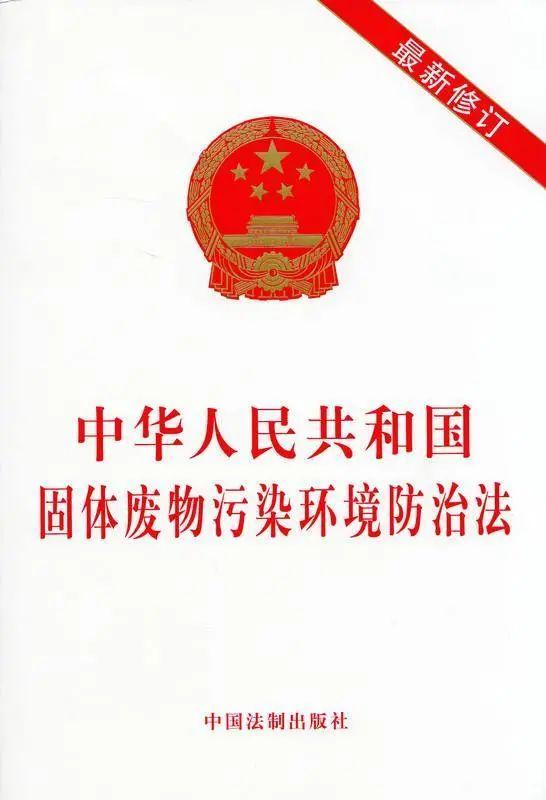 最新修订
中华人民共和国
固体废物污染环境防治法
中国法制出版社